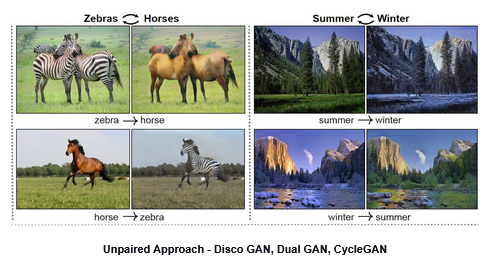 Zebras Horses
Summer Winter
zebra → horse
summer → winter
horse → zebra
winter → summer
Unpaired Approach - Disco GAN, Dual GAN, CycleGAN